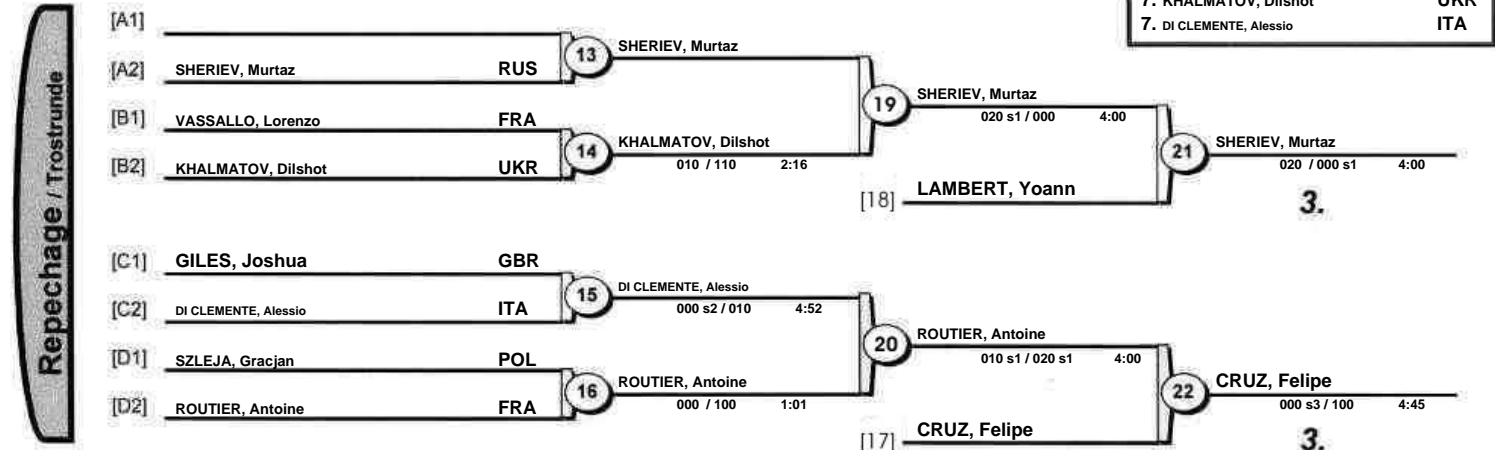 7. KHALMATOV, Dilshot UKR
7. DI CLEMENTE, Alessio ITA
Repechage / Trostrunde
[A1]
[A2] SHERIEV, Murtaz RUS
13 SHERIEV, Murtaz
[B1] VASSALLO, Lorenzo FRA
[B2] KHALMATOV, Dilshot UKR
14 KHALMATOV, Dilshot
010 / 110 2:16
19 SHERIEV, Murtaz
020 s1 / 000 4:00
[18] LAMBERT, Yoann
21 SHERIEV, Murtaz
020 / 000 s1 4:00
3.
[C1] GILES, Joshua GBR
[C2] DI CLEMENTE, Alessio ITA
15 DI CLEMENTE, Alessio
000 s2 / 010 4:52
[D1] SZLEJA, Gracjan POL
[D2] ROUTIER, Antoine FRA
16 ROUTIER, Antoine
000 / 100 1:01
20 ROUTIER, Antoine
010 s1 / 020 s1 4:00
[17] CRUZ, Felipe
22 CRUZ, Felipe
000 s3 / 100 4:45
3.